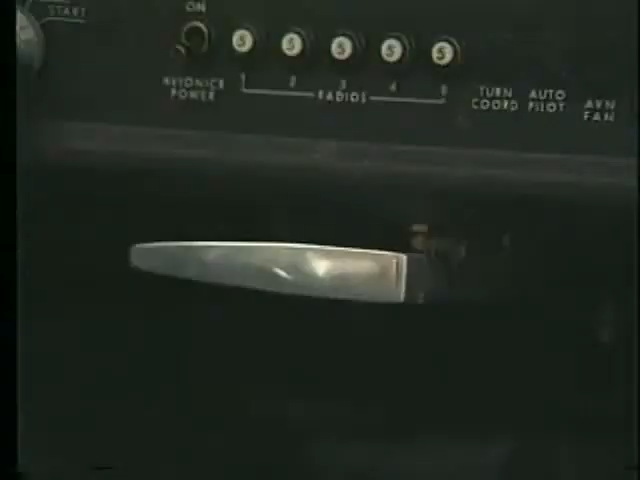 START
ON
5 5 5 5 5
1 2 3 4 5
AVIONICS
POWER
RADIOS
TURN
COORD
AUTO
PILOT
AVN
FAN